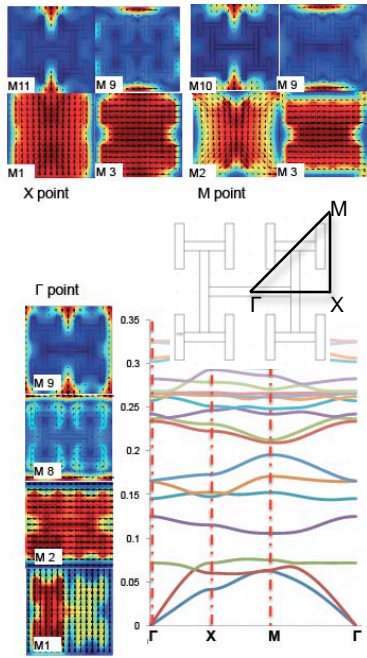 M11 M 9 M10 M 9
M1 M 3 M2 M 3
X point M point
M
Γ X
Γ point
M 9
M 8
M 2
M1
0.35
0.3
0.25
0.2
0.15
0.1
0.05
0
Γ X M Γ